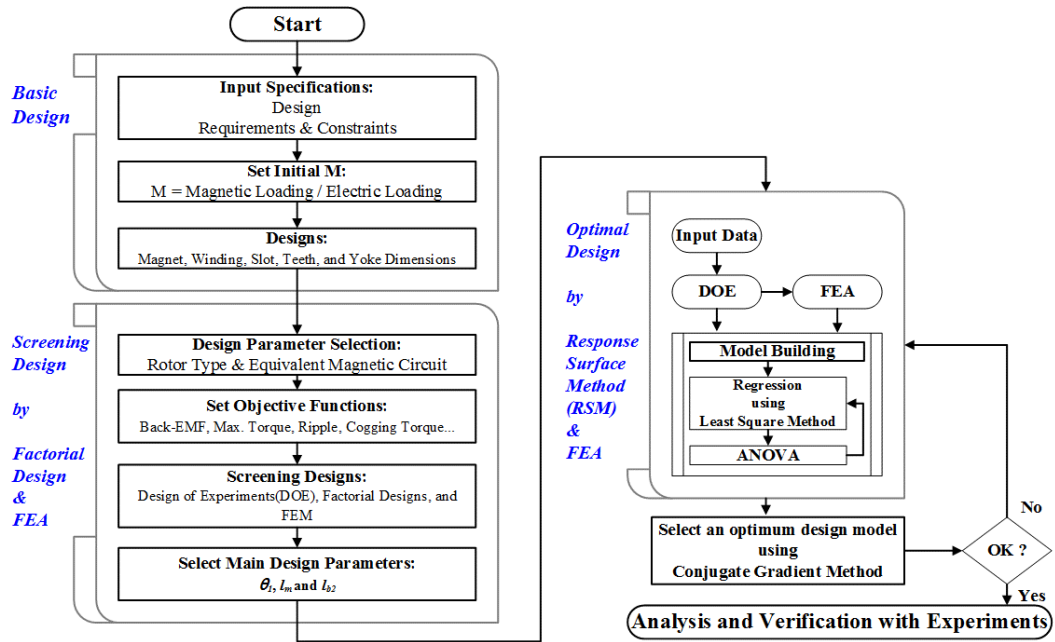 Start
Basic
Design
Input Specifications:
Design
Requirements & Constraints
Set Initial M:
M = Magnetic Loading / Electric Loading
Designs:
Magnet, Winding, Slot, Teeth, and Yoke Dimensions
Screening
Design
by
Factorial
Design
&
FEA
Design Parameter Selection:
Rotor Type & Equivalent Magnetic Circuit
Set Objective Functions:
Back-EMF, Max. Torque, Ripple, Cogging Torque...
Screening Designs:
Design of Experiments(DOE), Factorial Designs, and
FEM
Select Main Design Parameters:
θ1, lm and lb2
Optimal
Design
by
Response
Surface
Method
(RSM)
&
FEA
Input Data
DOE
FEA
Model Building
Regression
using
Least Square Method
ANOVA
Select an optimum design model
using
Conjugate Gradient Method
No
OK ?
Yes
Analysis and Verification with Experiments